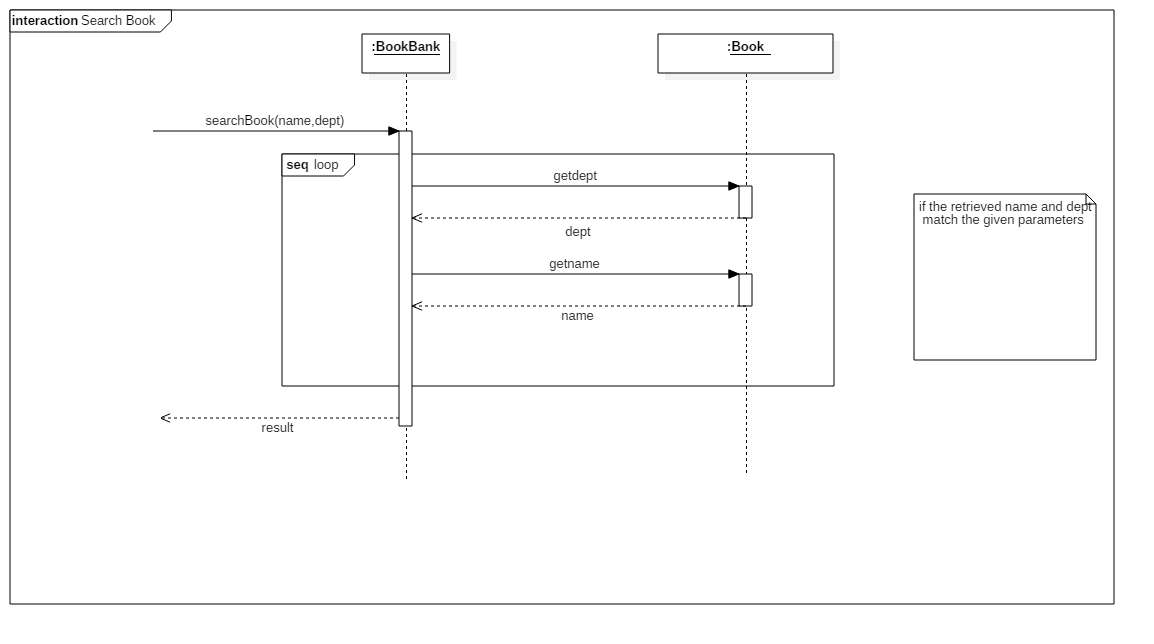 interaction Search Book
:BookBank
:Book
searchBook(name,dept)
seq loop
getdept
if the retrieved name and dept
match the given parameters
dept
getname
name
result